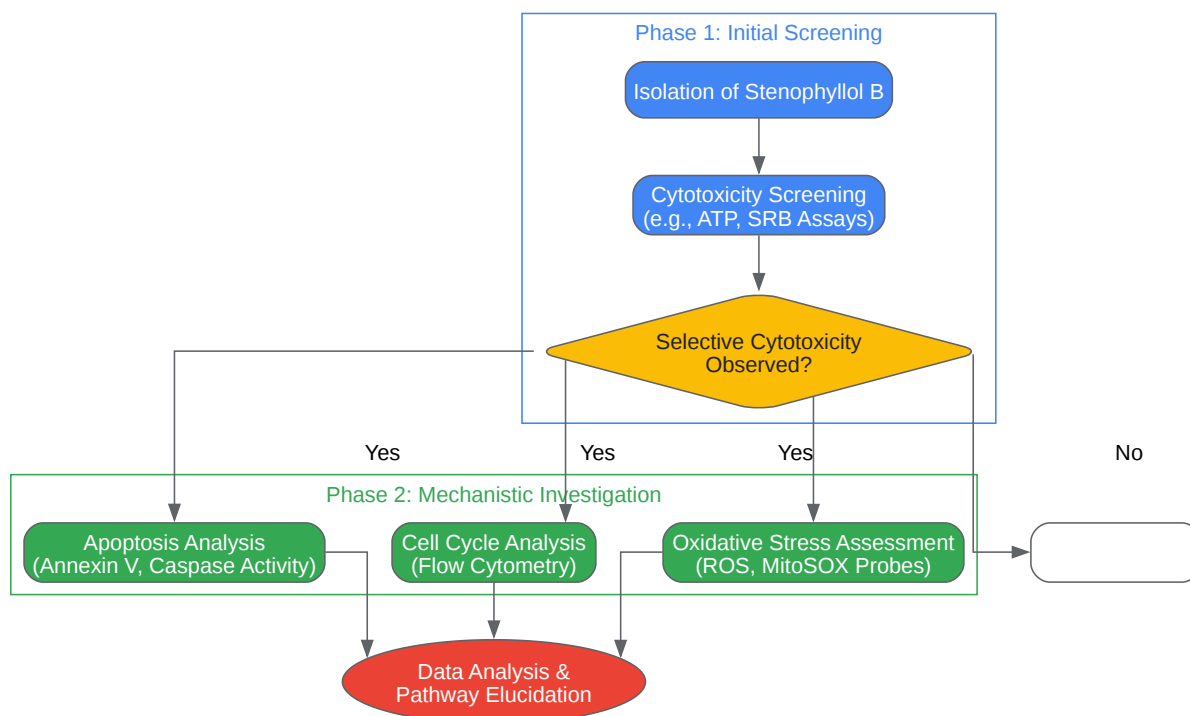 Phase 1: Initial Screening
Isolation of Stenophyllol B
Cytotoxicity Screening
(e.g., ATP, SRB Assays)
Selective Cytotoxicity
Observed?
Yes
Yes
Yes
No
Phase 2: Mechanistic Investigation
Apoptosis Analysis
(Annexin V, Caspase Activity)
Cell Cycle Analysis
(Flow Cytometry)
Oxidative Stress Assessment
(ROS, MitoSOX Probes)
Data Analysis &
Pathway Elucidation